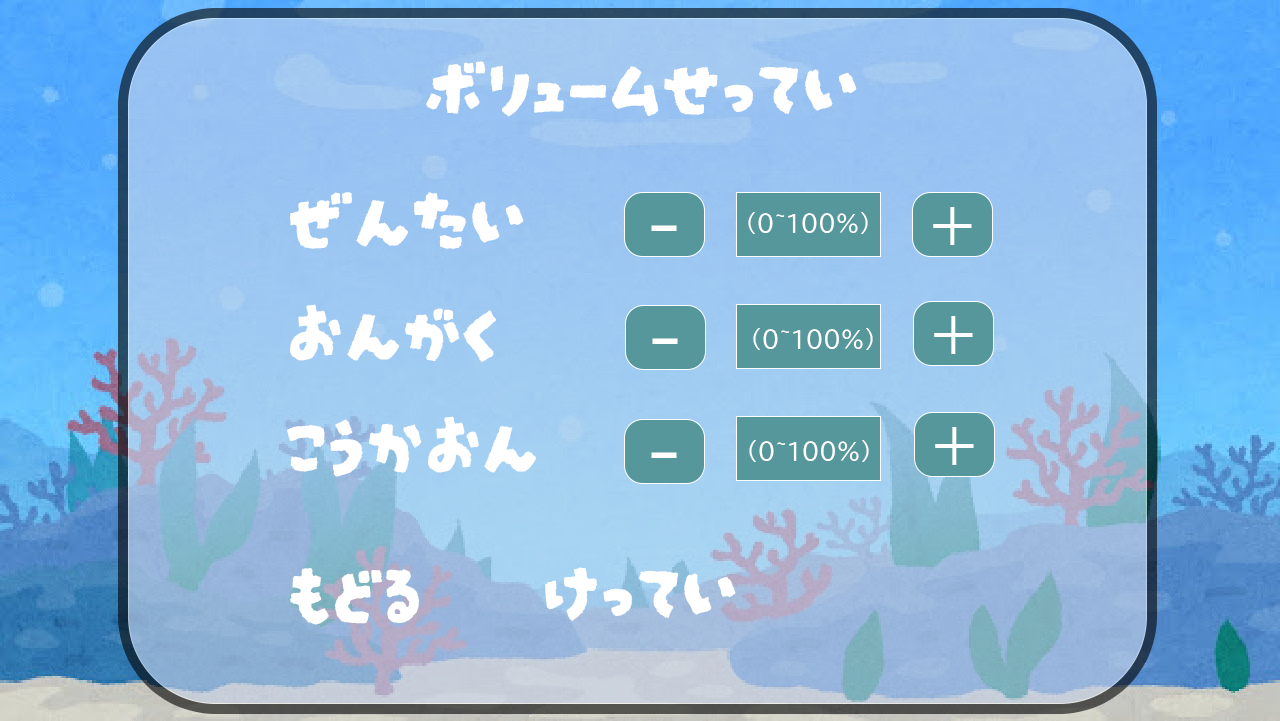 ボリュームせってい
ぜんたい － (0~100%) ＋
おんがく － (0~100%) ＋
こうかおん － (0~100%) ＋
もどる けってい